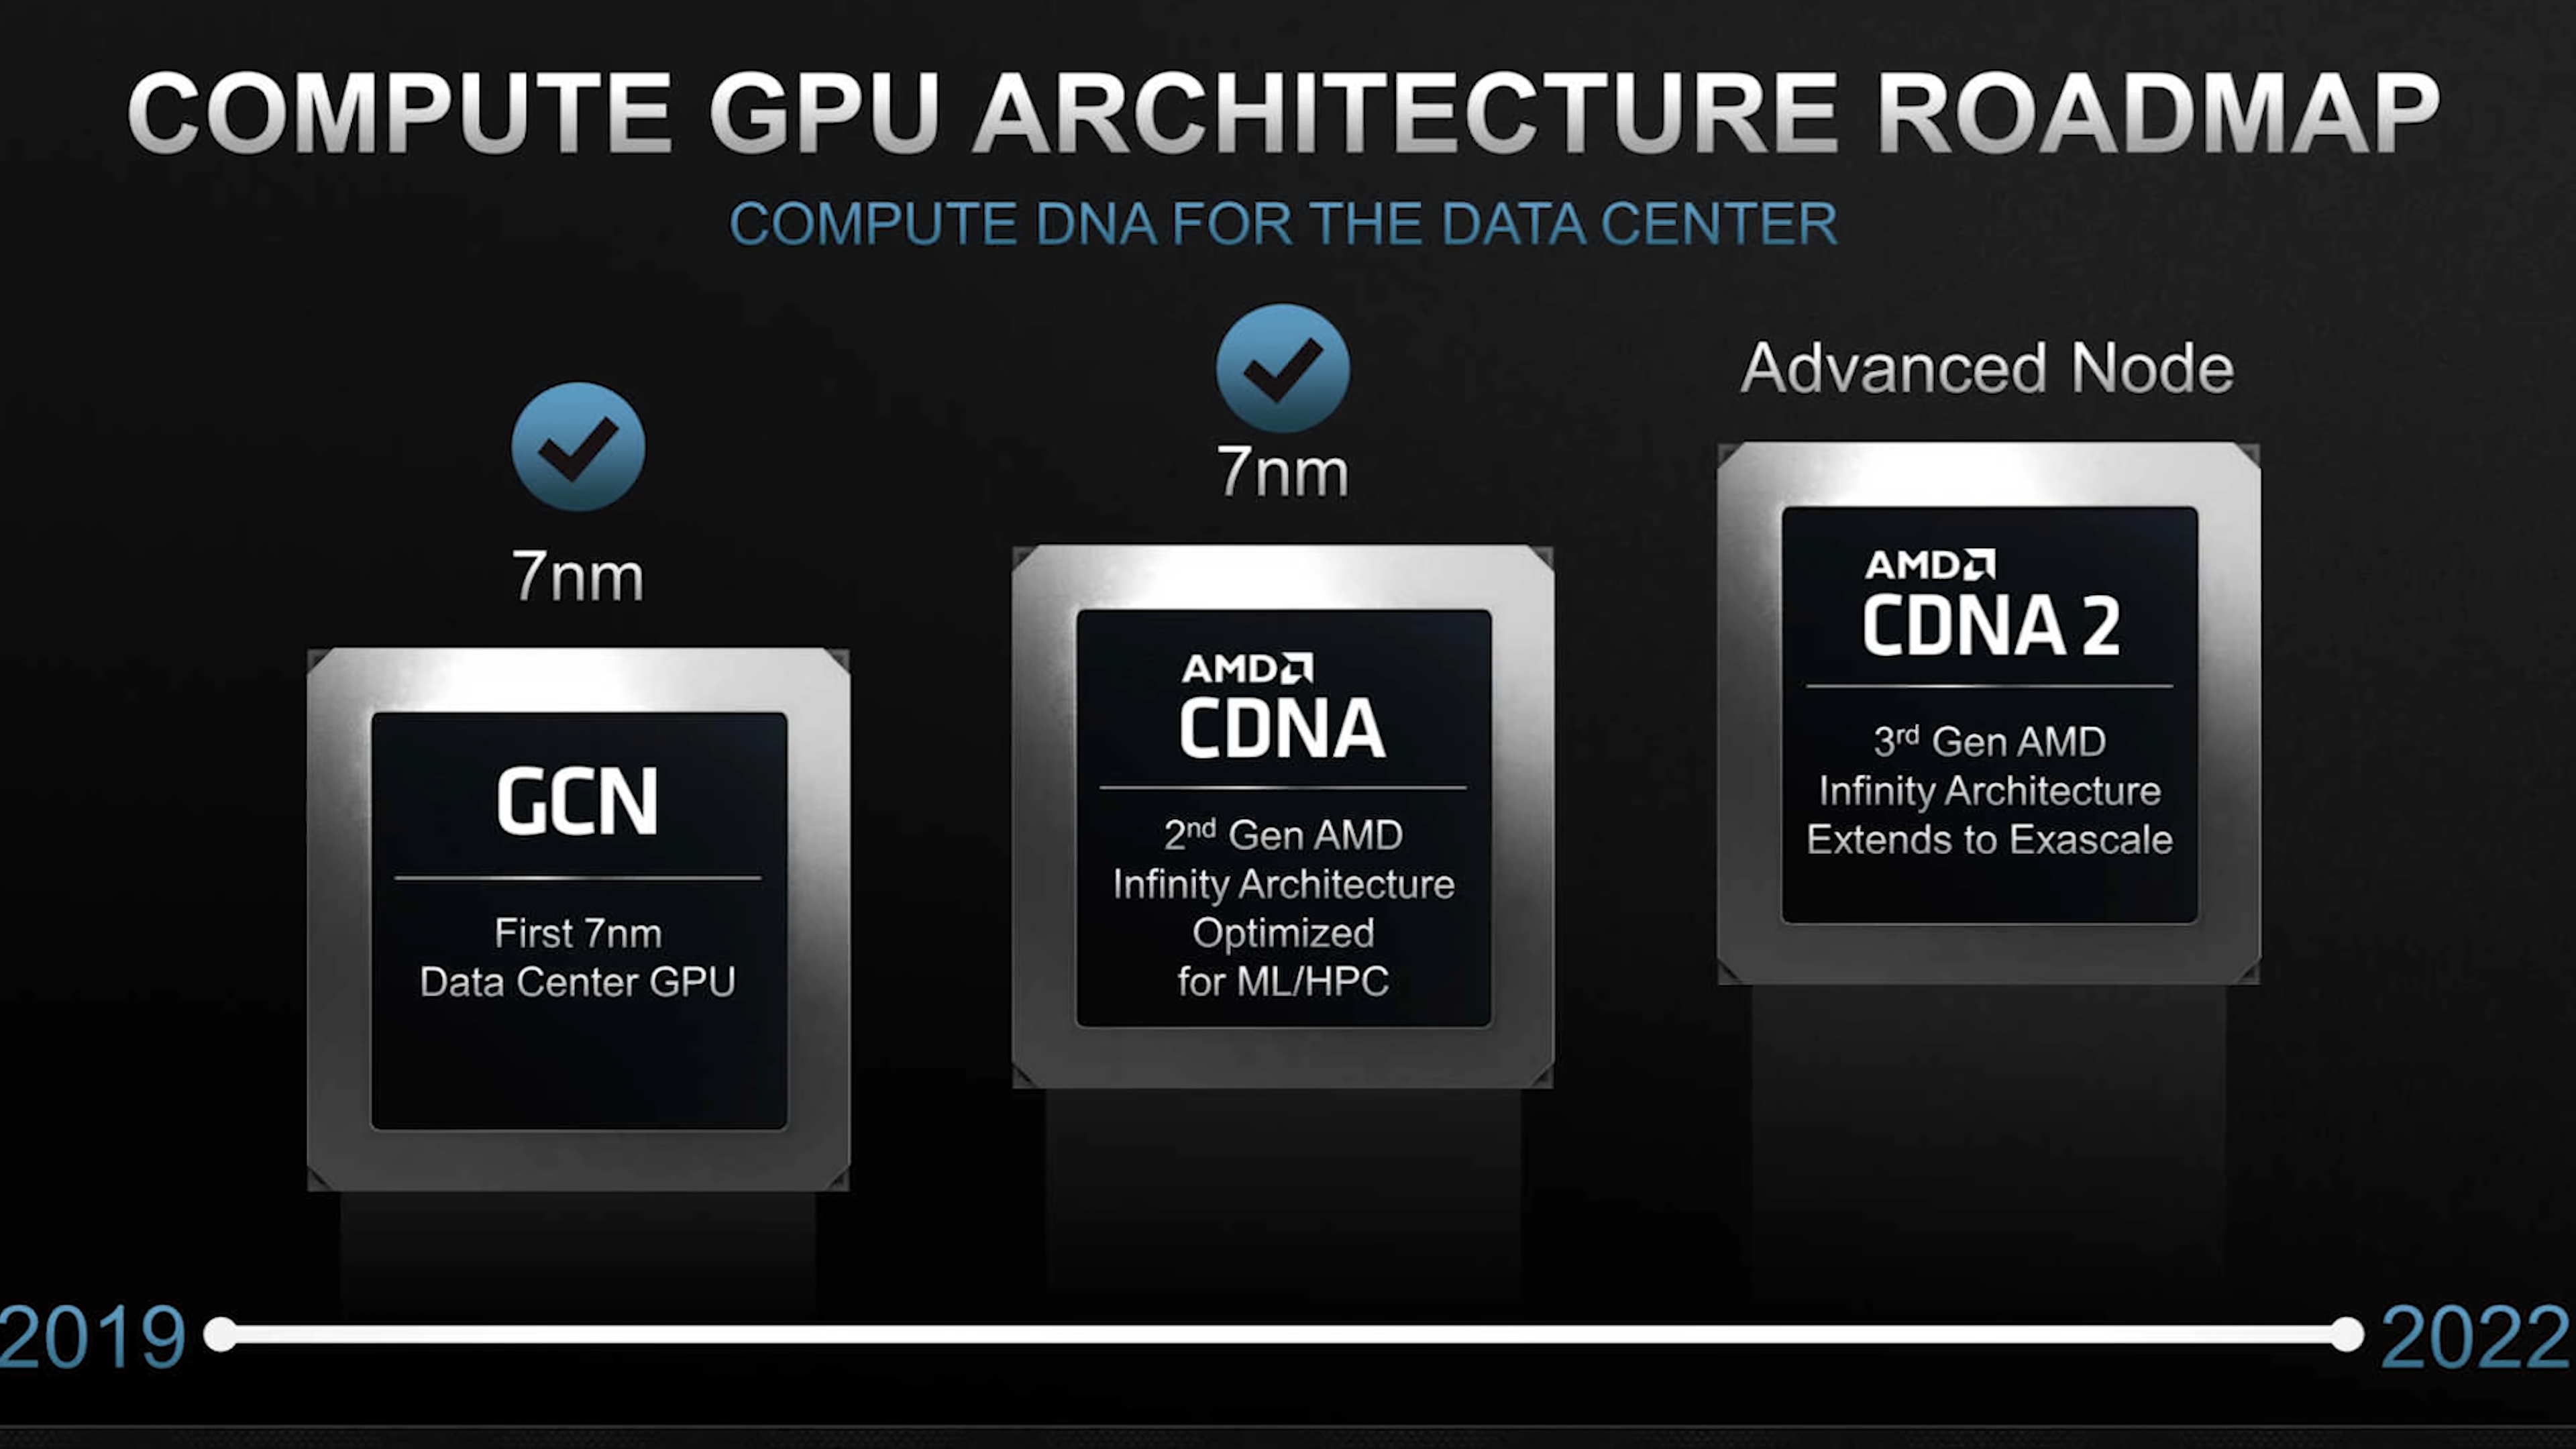 COMPUTE GPU ARCHITECTURE ROADMAP
COMPUTE DNA FOR THE DATA CENTER
7nm
GCN
First 7nm
Data Center GPU
7nm
AMD
CDNA
2nd Gen AMD
Infinity Architecture
Optimized
for ML/HPC
Advanced Node
AMD
CDNA 2
3rd Gen AMD
Infinity Architecture
Extends to Exascale
2019
2022